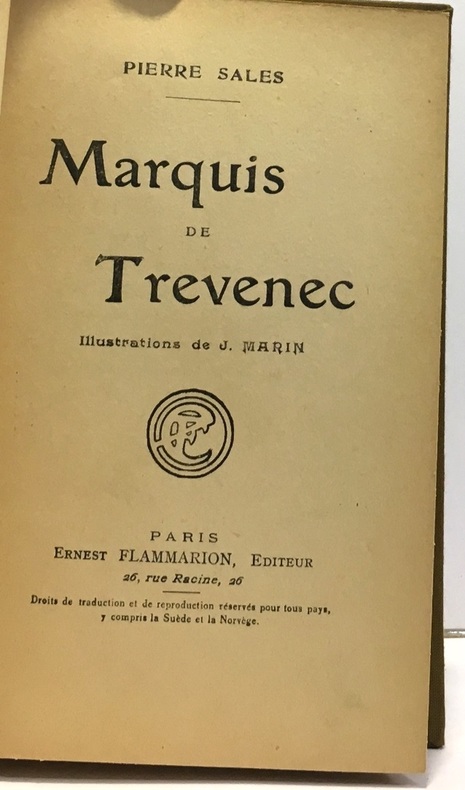 PIERRE SALES
Marquis
DE
Trevenec
Illustrations de J. MARIN
PARIS
ERNEST FLAMMARION, EDITEUR
26, rue Racine, 26
Droits de traduction et de reproduction réservés pour tous pays,
y compris la Suède et la Norvège.